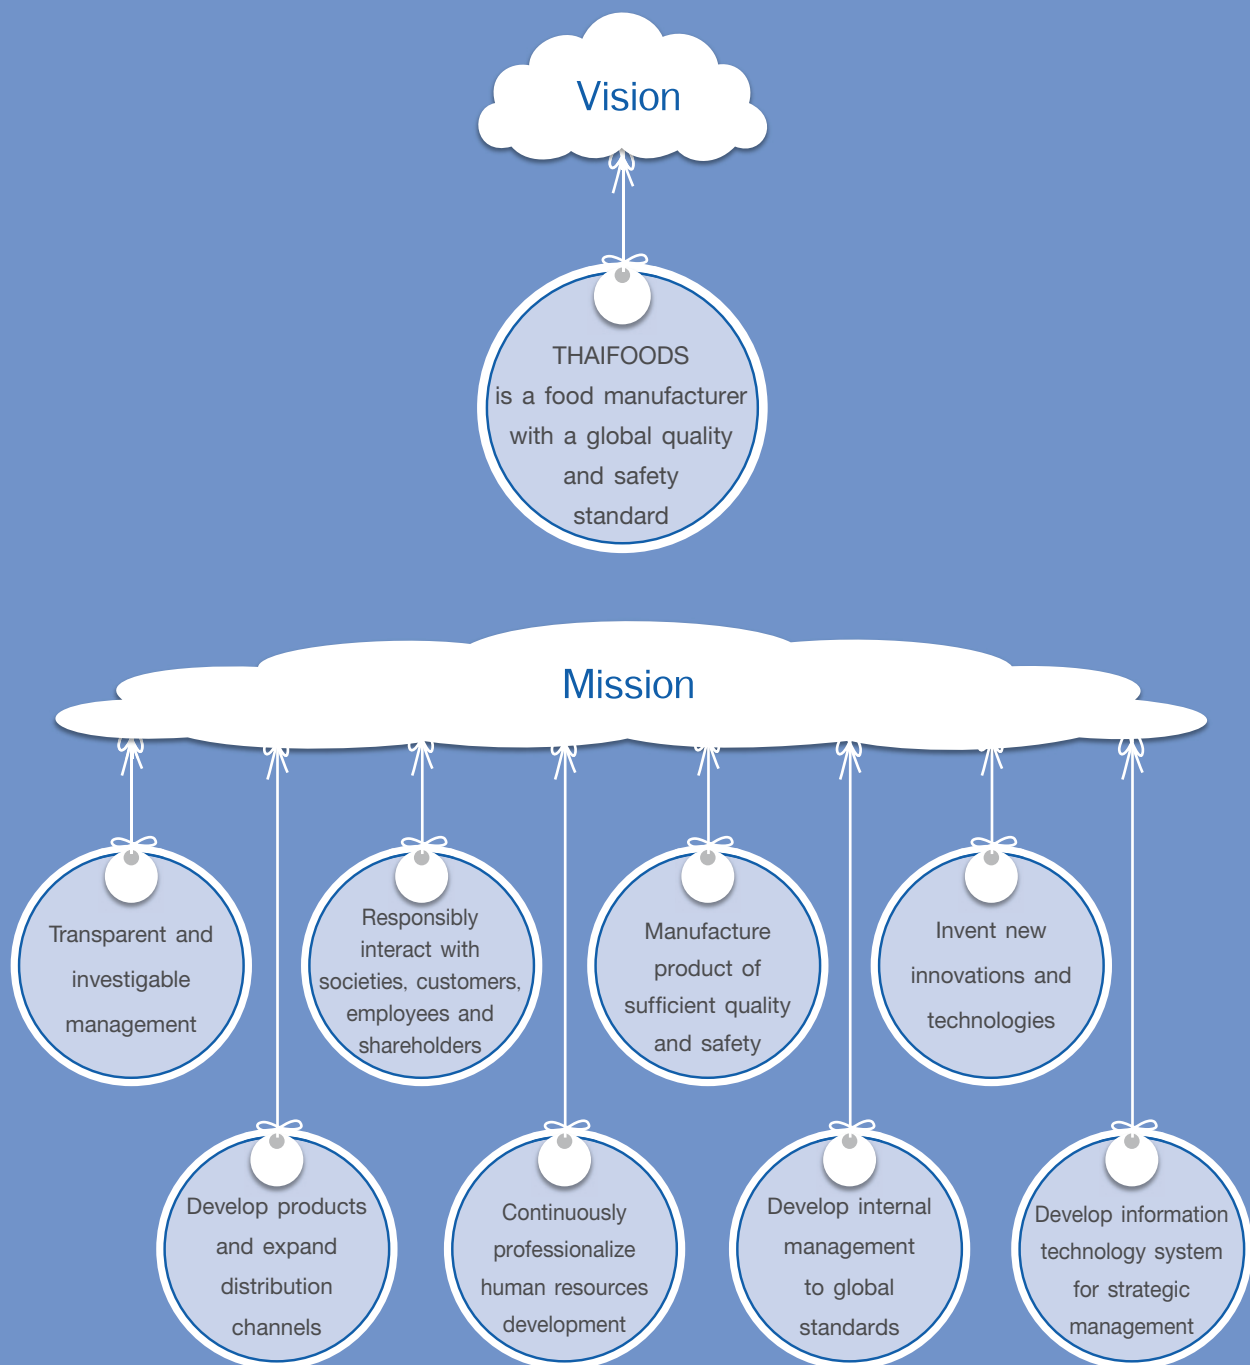 Vision
THAIFOODS
is a food manufacturer
with a global quality
and safety
standard
Mission
Transparent and
investigable
management
Responsibly
interact with
societies, customers,
employees and
shareholders
Manufacture
product of
sufficient quality
and safety
Invent new
innovations and
technologies
Develop products
and expand
distribution
channels
Continuously
professionalize
human resources
development
Develop internal
management
to global
standards
Develop information
technology system
for strategic
management